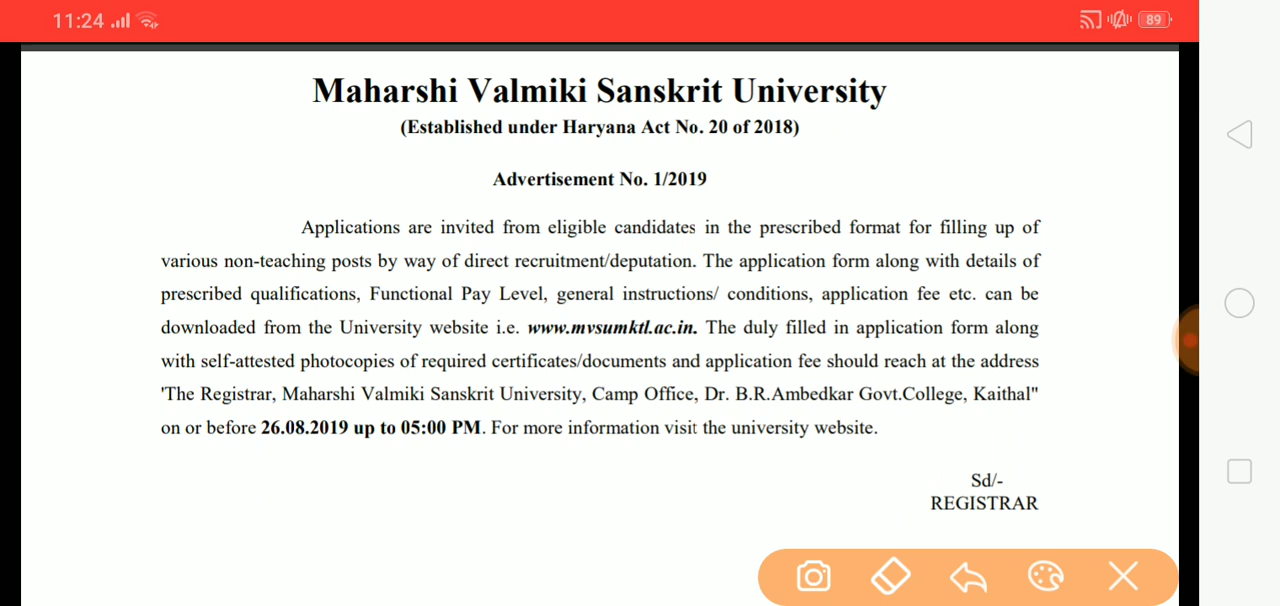 11:24
89
Maharshi Valmiki Sanskrit University
(Established under Haryana Act No. 20 of 2018)
Advertisement No. 1/2019
Applications are invited from eligible candidates in the prescribed format for filling up of
various non-teaching posts by way of direct recruitment/deputation. The application form along with details of
prescribed qualifications, Functional Pay Level, general instructions/ conditions, application fee etc. can be
downloaded from the University website i.e. www.mvsumktl.ac.in. The duly filled in application form along
with self-attested photocopies of required certificates/documents and application fee should reach at the address
'The Registrar, Maharshi Valmiki Sanskrit University, Camp Office, Dr. B.R.Ambedkar Govt.College, Kaithal"
on or before 26.08.2019 up to 05:00 PM. For more information visit the university website.
Sd/-
REGISTRAR